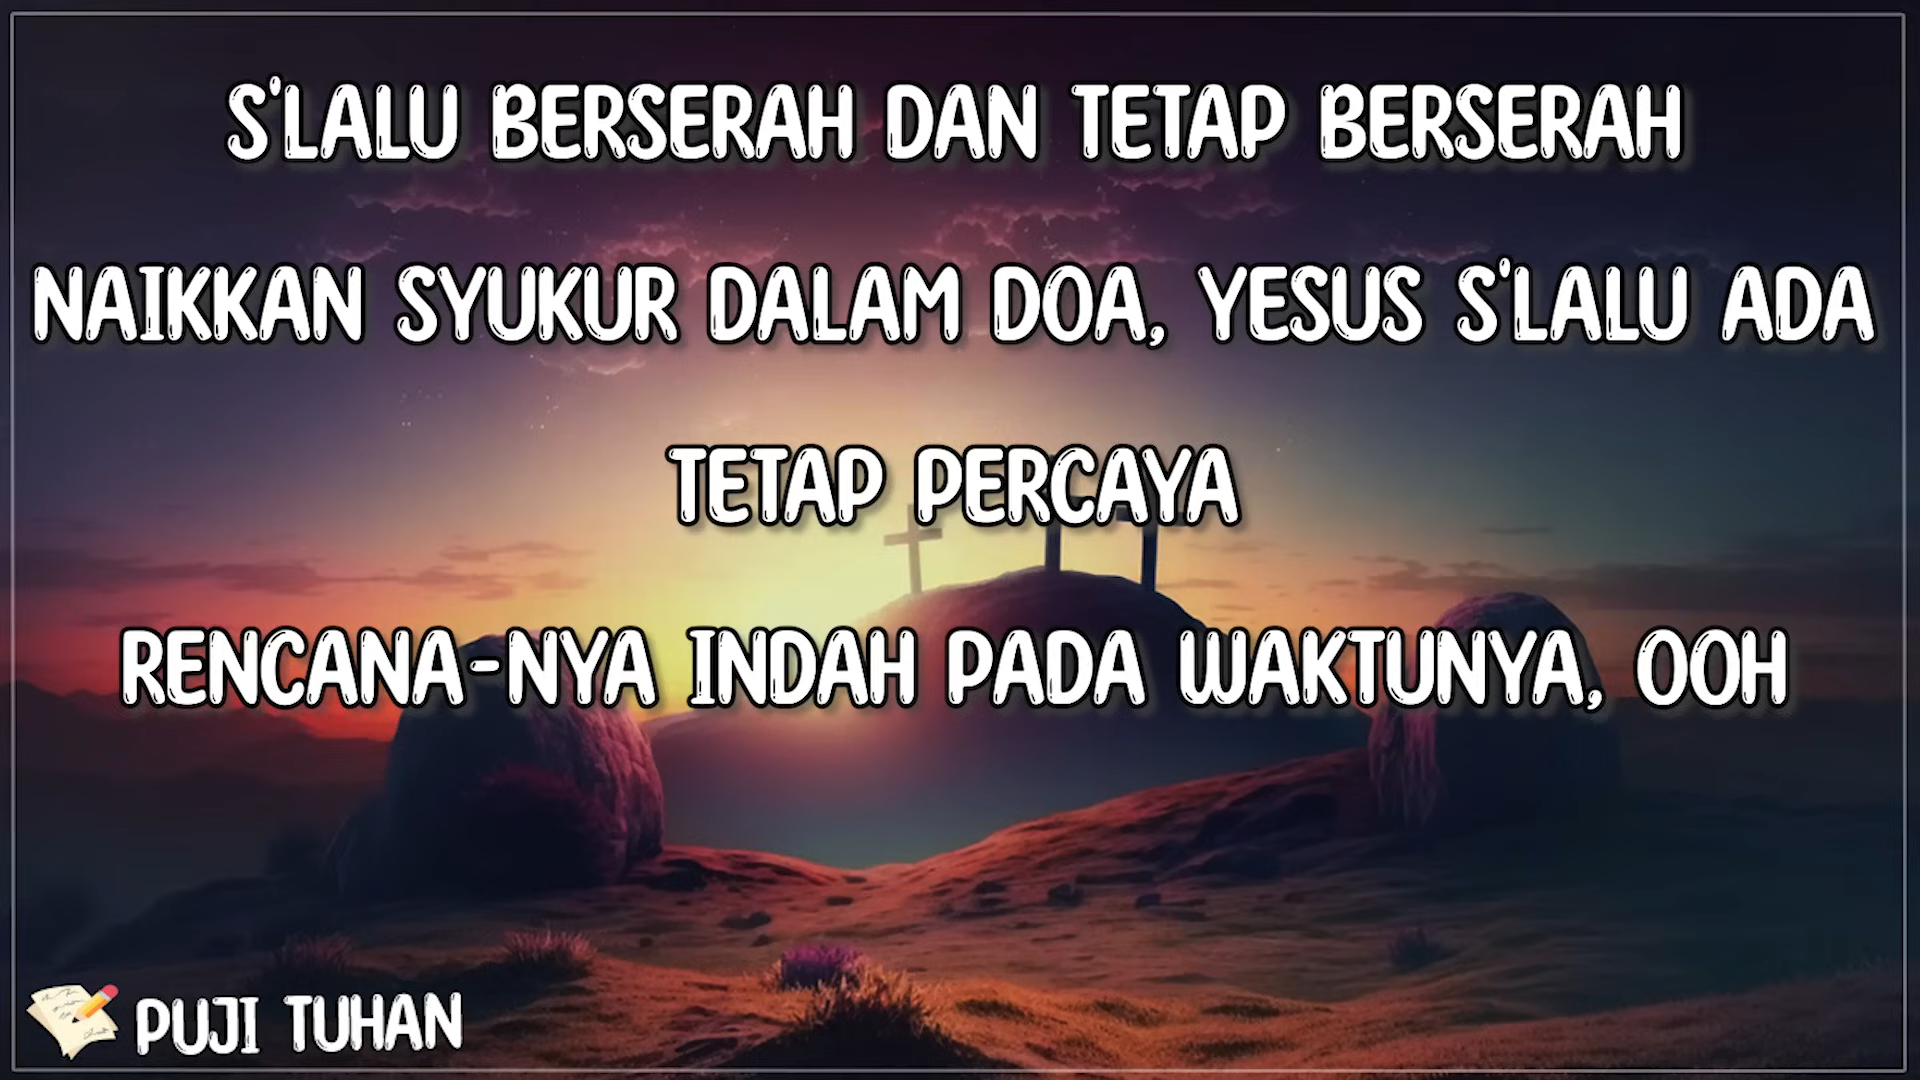 S'LALU BERSERAH DAN TETAP BERSERAH
NAIKKAN SYUKUR DALAM DOA, YESUS S'LALU ADA
TETAP PERCAYA
RENCANA-NYA INDAH PADA WAKTUNYA, OOH
PUJI TUHAN